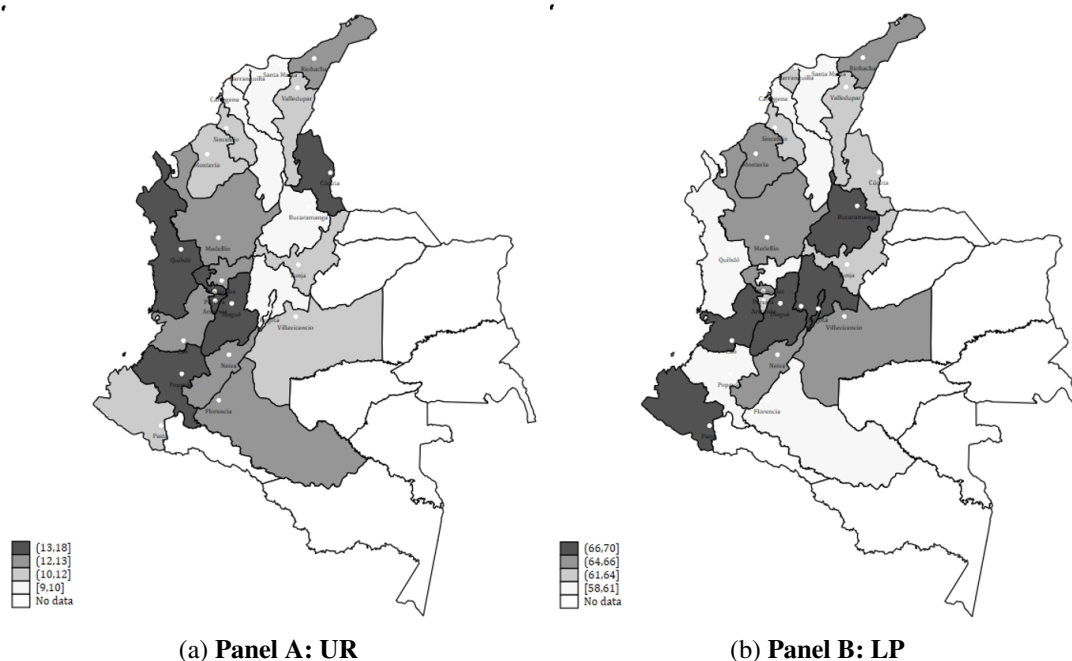 Riohacha
Santa Marta
Barranquilla
Cartagena
Valledupar
Sincelejo
Montería
Cúcuta
Bucaramanga
Medellín
Quibdó
Tunja
Ibagué
Villavicencio
Cali
Neiva
Popayán
Florencia
Pasto
(13,18]
(12,13]
(10,12]
[9,10]
No data
(a) Panel A: UR
Riohacha
Santa Marta
Barranquilla
Cartagena
Valledupar
Sincelejo
Montería
Cúcuta
Bucaramanga
Medellín
Quibdó
Tunja
Villavicencio
Cali
Neiva
Florencia
(66,70]
(64,66]
(61,64]
[58,61]
No data
(b) Panel B: LP